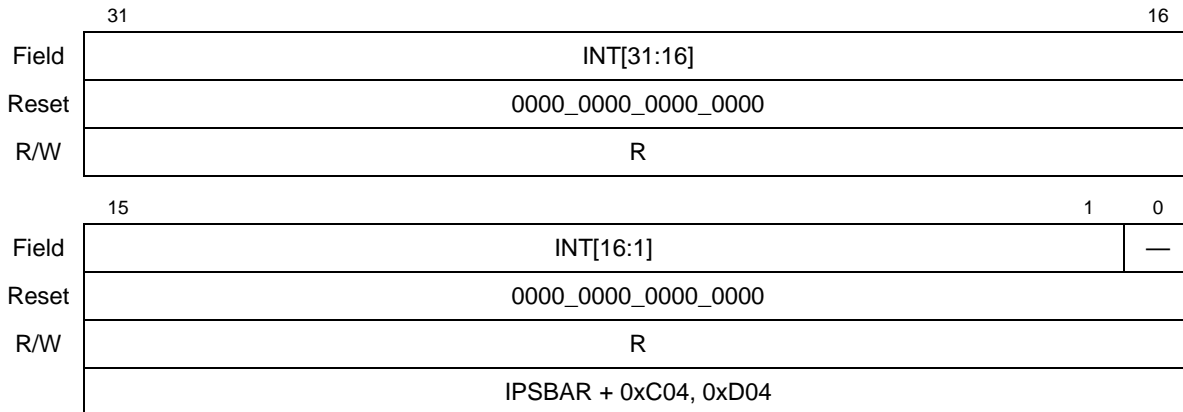 31 16
Field INT[31:16]
Reset 0000_0000_0000_0000
R/W R
15 1 0
Field INT[16:1] —
Reset 0000_0000_0000_0000
R/W R
IPSBAR + 0xC04, 0xD04